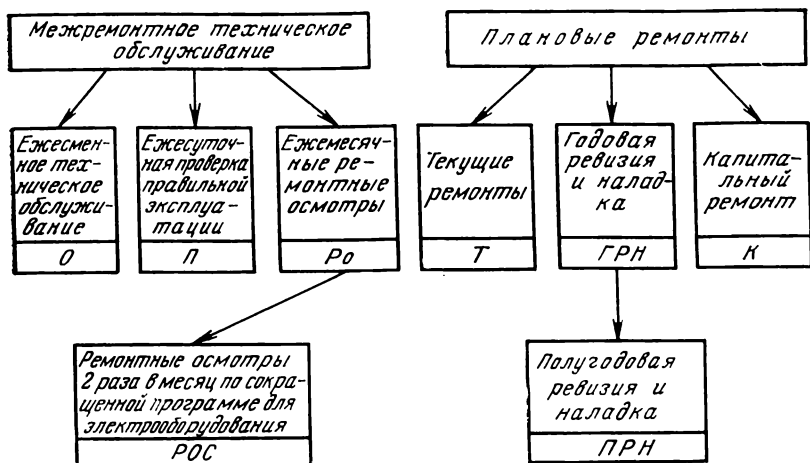 Межремонтное техническое
обслуживание
Плановые ремонты
Ежесмен-
ное тех-
ническое
обслужи-
вание
О
Ежесуточ-
ная проверка
правильной
эксплуа-
тации
П
Ежемесяч-
ные ре-
монтные
осмотры
Ро
Текущие
ремонты
Т
Годовая
ревизия
и налад-
ка
ГРН
Капита-
льный
ремонт
К
Ремонтные осмотры
2 раза в месяц по сокра-
щенной программе для
электрооборудования
РОС
Полугодовая
ревизия и
наладка
ПРН